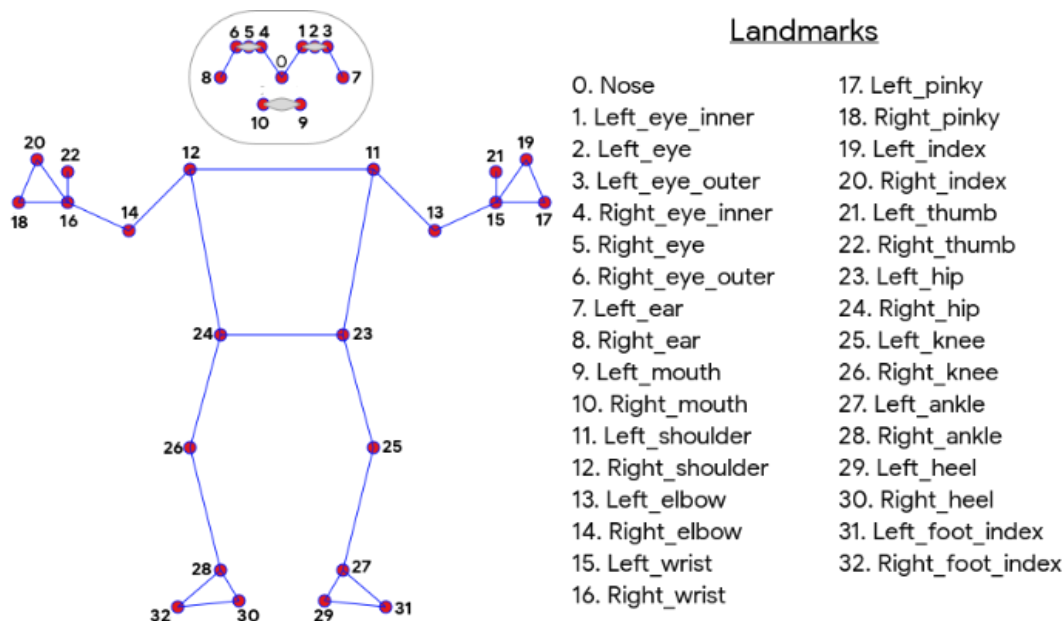 Landmarks
6 5 4 1 2 3
0
8 7
10 9
20 22 12 11 21 19
18 16 14 13 15 17
24 23
26 25
28 27
32 30 29 31
0. Nose
1. Left_eye_inner
2. Left_eye
3. Left_eye_outer
4. Right_eye_inner
5. Right_eye
6. Right_eye_outer
7. Left_ear
8. Right_ear
9. Left_mouth
10. Right_mouth
11. Left_shoulder
12. Right_shoulder
13. Left_elbow
14. Right_elbow
15. Left_wrist
16. Right_wrist
17. Left_pinky
18. Right_pinky
19. Left_index
20. Right_index
21. Left_thumb
22. Right_thumb
23. Left_hip
24. Right_hip
25. Left_knee
26. Right_knee
27. Left_ankle
28. Right_ankle
29. Left_heel
30. Right_heel
31. Left_foot_index
32. Right_foot_index